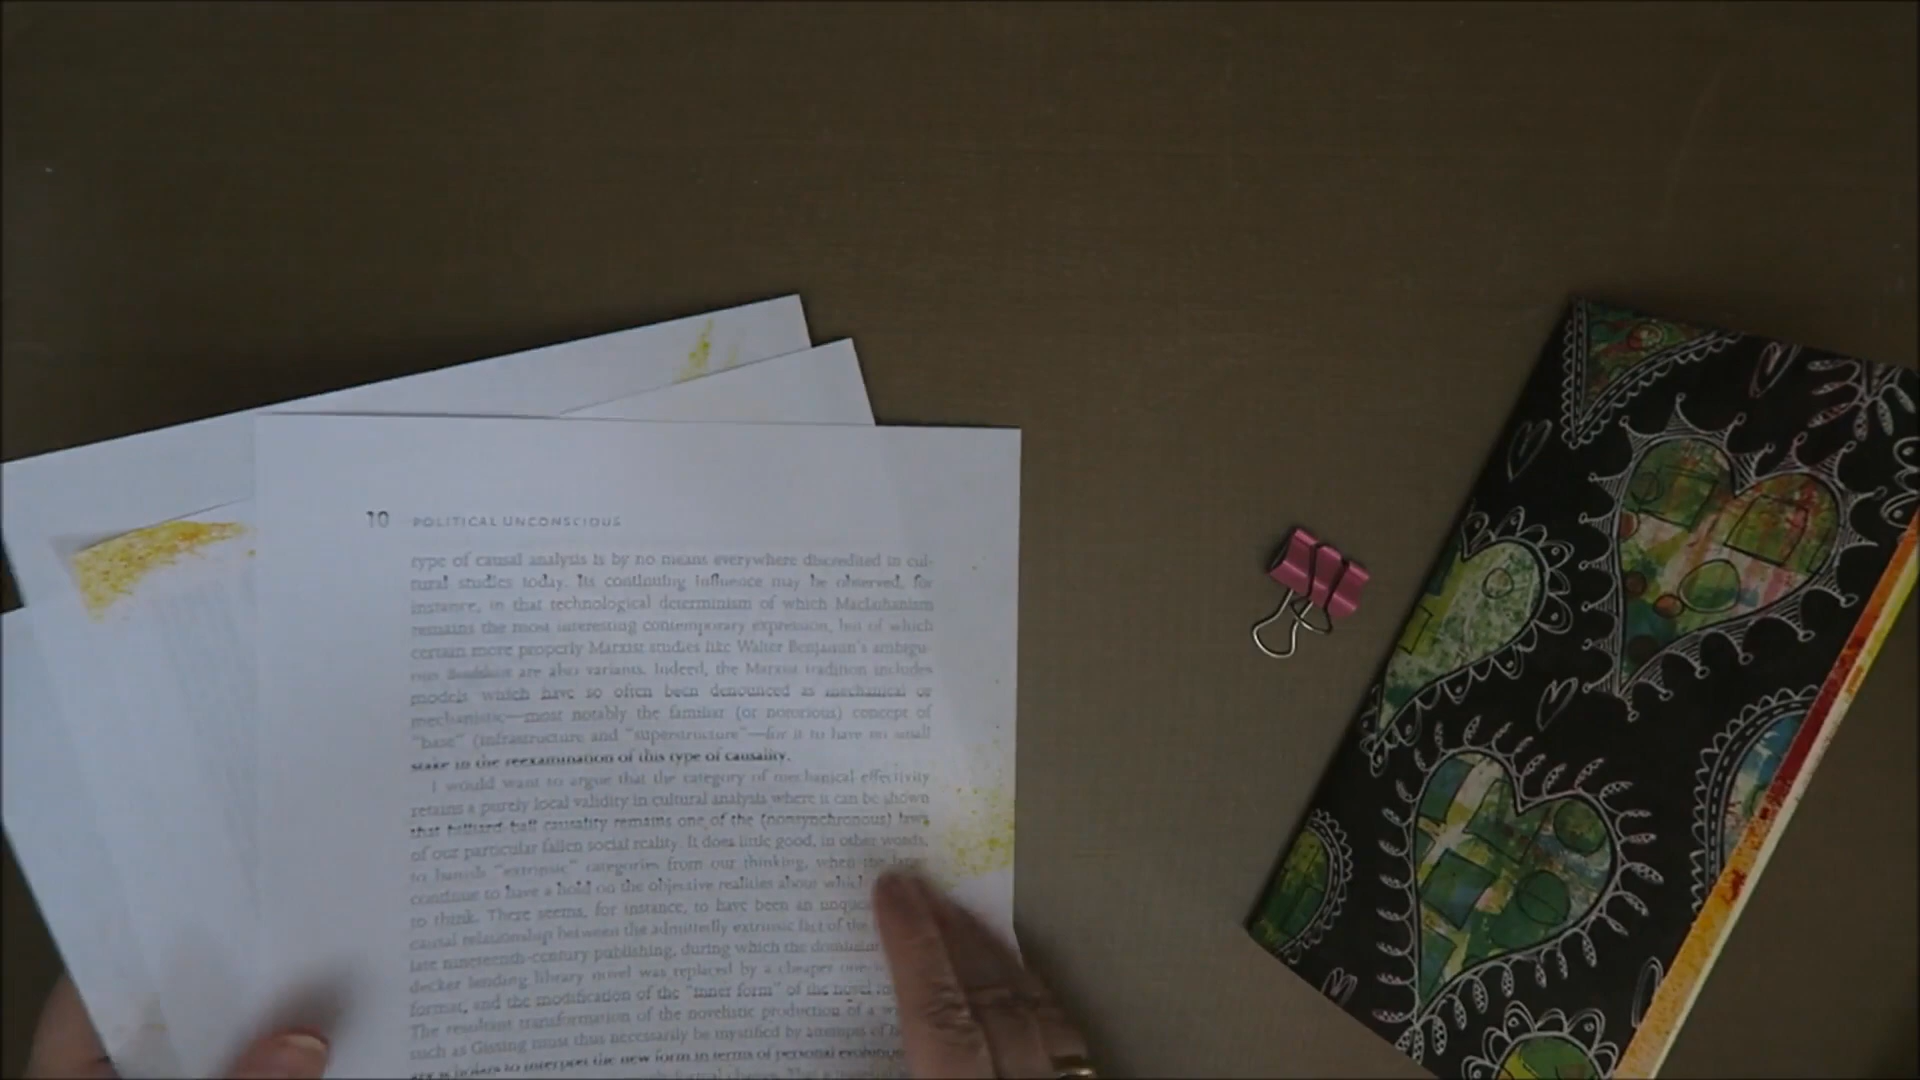 10 POLITICAL UNCONSCIOUS
type of causal analysis is by no means everywhere discredited in cul-
tural studies today. Its continuing influence may be observed, for
instance, in that technological determinism of which MacLuhanism
remains the most interesting contemporary expression, but of which
certain more properly Marxist studies like Walter Benjamin's ambigu-
ous Baudelaire are also variants. Indeed, the Marxist tradition includes
models which have so often been denounced as mechanical or
mechanistic—most notably the familiar (or notorious) concept of
"base" (infrastructure and "superstructure"—for it to have no small
stake in the reexamination of this type of causality.
I would want to argue that the category of mechanical effectivity
retains a purely local validity in cultural analysis where it can be shown
that billiard-ball causality remains one of the (nonsynchronous) laws
of our particular fallen social reality. It does little good, in other words,
to banish "extrinsic" categories from our thinking, when the latter
continue to have a hold on the objective realities about which
to think. There seems, for instance, to have been an
causal relationship between the admittedly extrinsic fact of the
late nineteenth-century publishing, during which the dominant
decker lending library novel was replaced by a cheaper one-
format, and the modification of the "inner form" of the novel
The resultant transformation of the novelistic production of a
such as Gissing must thus necessarily be mystified by attempts of
to interpret the new form in terms of personal evolution